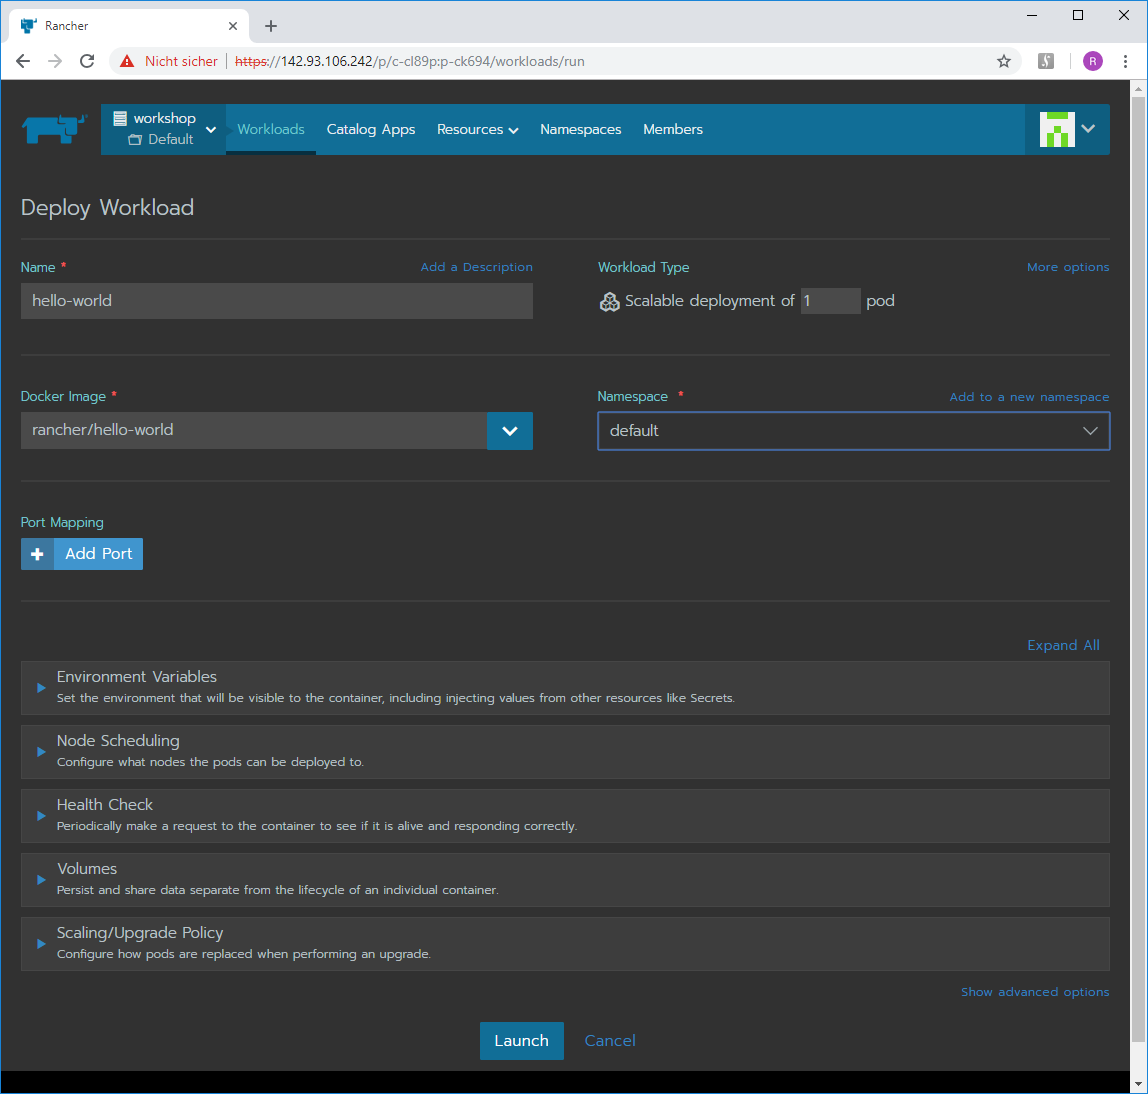 Rancher
Nicht sicher | https://142.93.106.242/p/c-cl89p:p-ck694/workloads/run
R
workshop
Default
Workloads Catalog Apps Resources Namespaces Members
Deploy Workload
Name * Add a Description
hello-world
Workload Type More options
Scalable deployment of 1 pod
Docker Image *
rancher/hello-world
Namespace * Add to a new namespace
default
Port Mapping
+ Add Port
Expand All
Environment Variables
Set the environment that will be visible to the container, including injecting values from other resources like Secrets.
Node Scheduling
Configure what nodes the pods can be deployed to.
Health Check
Periodically make a request to the container to see if it is alive and responding correctly.
Volumes
Persist and share data separate from the lifecycle of an individual container.
Scaling/Upgrade Policy
Configure how pods are replaced when performing an upgrade.
Show advanced options
Launch Cancel